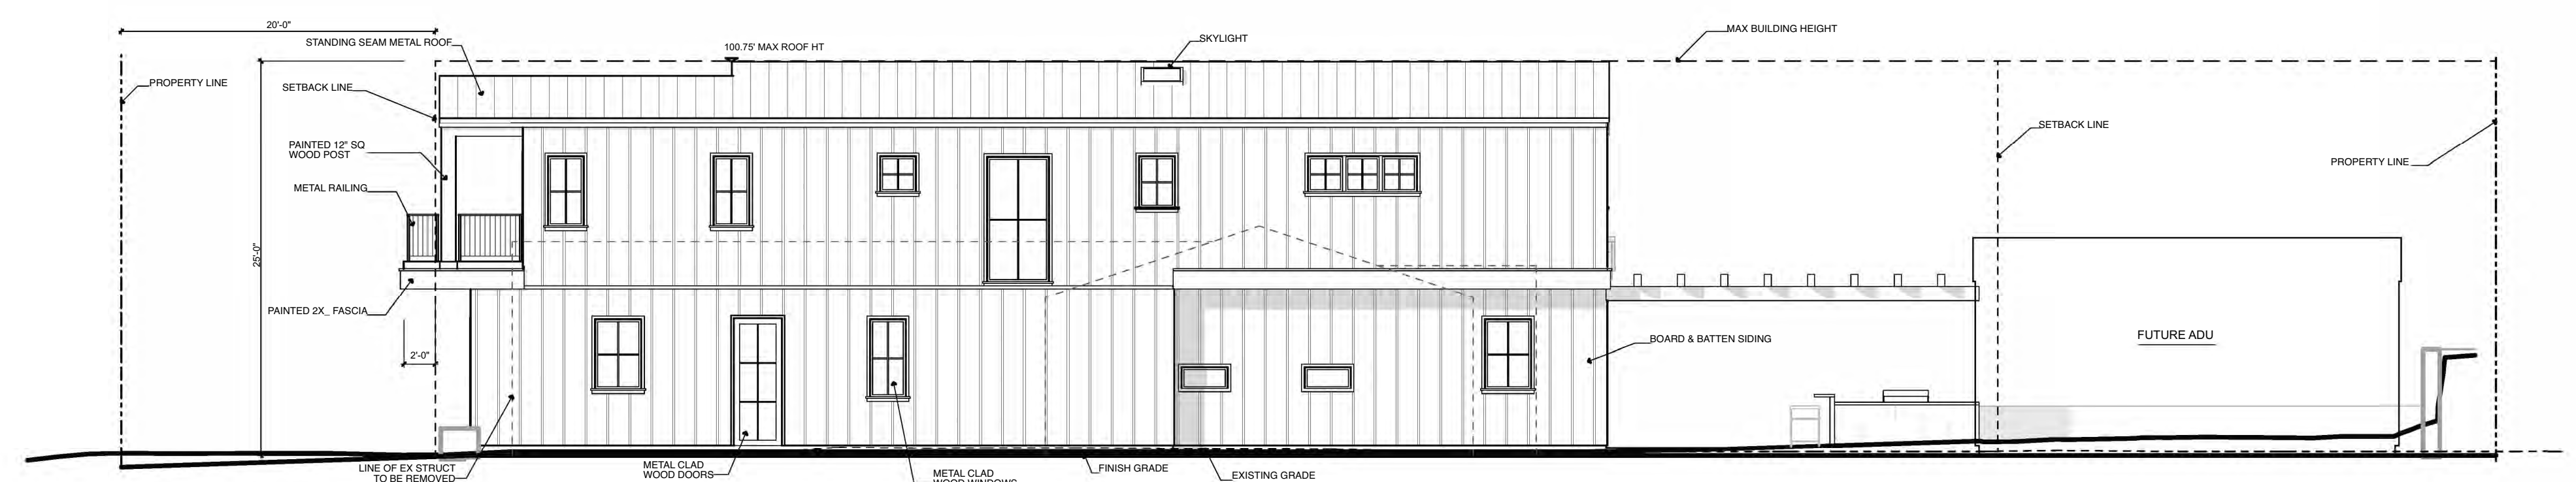 20'-0"
STANDING SEAM METAL ROOF
100.75' MAX ROOF HT
SKYLIGHT
MAX BUILDING HEIGHT
PROPERTY LINE
SETBACK LINE
SETBACK LINE
PAINTED 12" SQ
WOOD POST
PROPERTY LINE
METAL RAILING
25'-0"
PAINTED 2X_ FASCIA
2'-0"
BOARD & BATTEN SIDING
FUTURE ADU
LINE OF EX STRUCT
TO BE REMOVED
METAL CLAD
WOOD DOORS
METAL CLAD
WOOD WINDOWS
FINISH GRADE
EXISTING GRADE